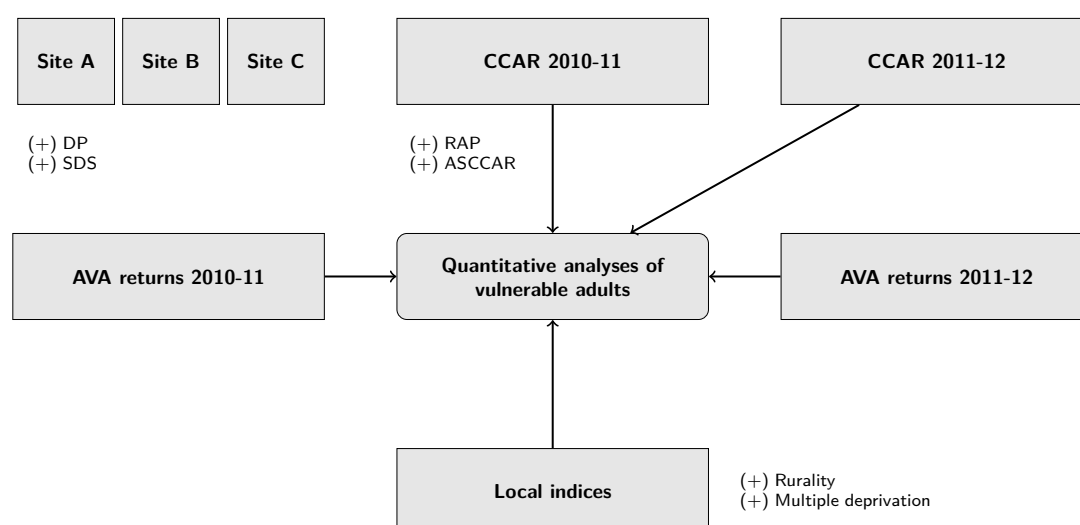 Site A
Site B
Site C
CCAR 2010-11
CCAR 2011-12
(+) DP
(+) SDS
(+) RAP
(+) ASCCAR
AVA returns 2010-11
Quantitative analyses of
vulnerable adults
AVA returns 2011-12
Local indices
(+) Rurality
(+) Multiple deprivation